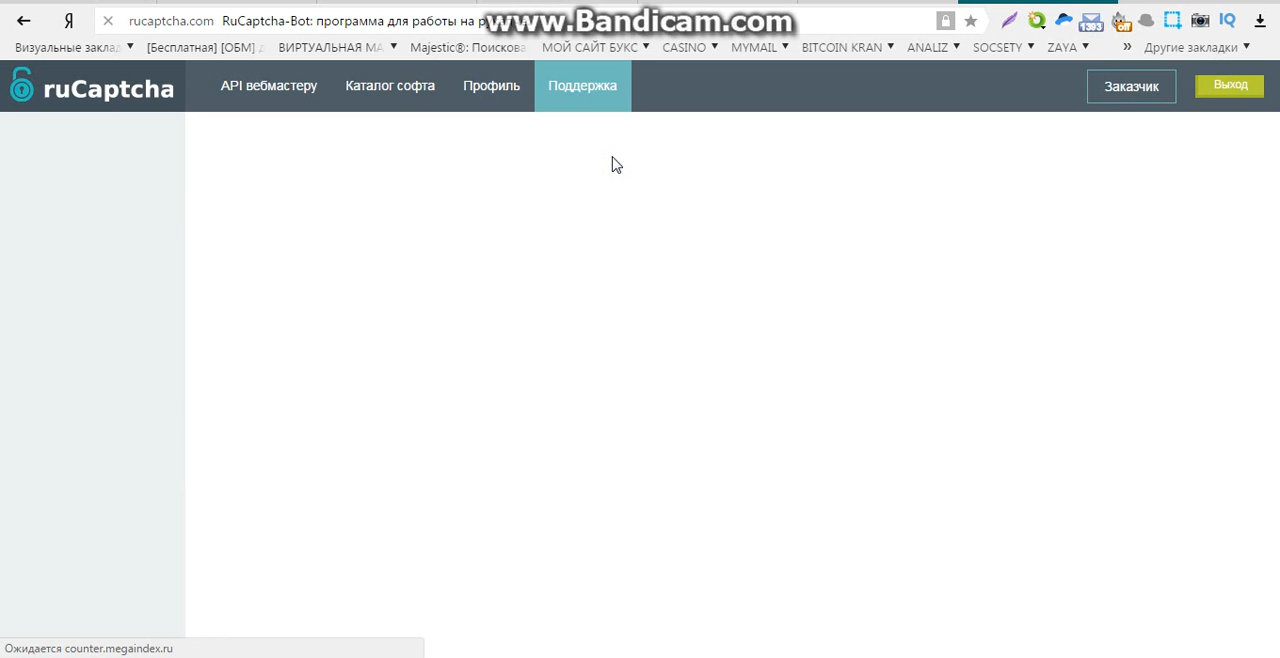 www.Bandicam.com
Я rucaptcha.com RuCaptcha-Bot: программа для работы на
Визуальные заклад [Бесплатная] [ОБМ] ВИРТУАЛЬНАЯ МА Majestic®: Поискова МОЙ САЙТ БУКС CASINO MYMAIL BITCOIN KRAN ANALIZ SOCSETY ZAYA » Другие закладки
ruCaptcha API вебмастеру Каталог софта Профиль Поддержка Заказчик Выход
Ожидается counter.megaindex.ru